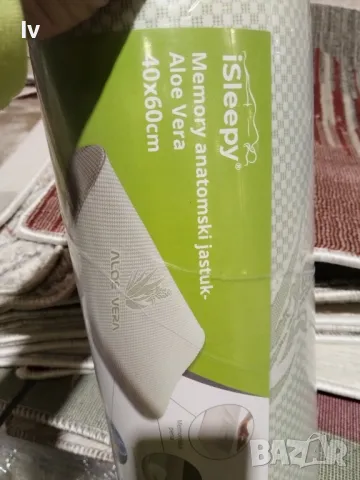 lv
iSleepy®
Memory anatomski jastuk-
Aloe Vera
40x60cm
ALOE VERA
BAZAR